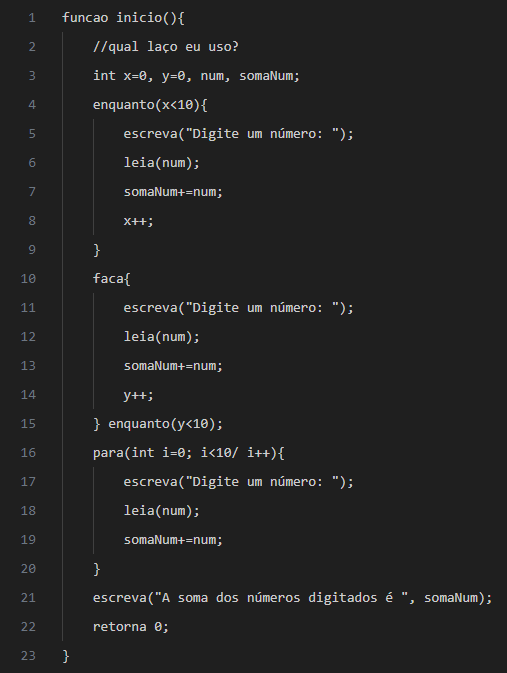 1 funcao inicio(){
2 //qual laço eu uso?
3 int x=0, y=0, num, somaNum;
4 enquanto(x<10){
5 escreva("Digite um número: ");
6 leia(num);
7 somaNum+=num;
8 x++;
9 }
10 faca{
11 escreva("Digite um número: ");
12 leia(num);
13 somaNum+=num;
14 y++;
15 } enquanto(y<10);
16 para(int i=0; i<10/ i++){
17 escreva("Digite um número: ");
18 leia(num);
19 somaNum+=num;
20 }
21 escreva("A soma dos números digitados é ", somaNum);
22 retorna 0;
23 }